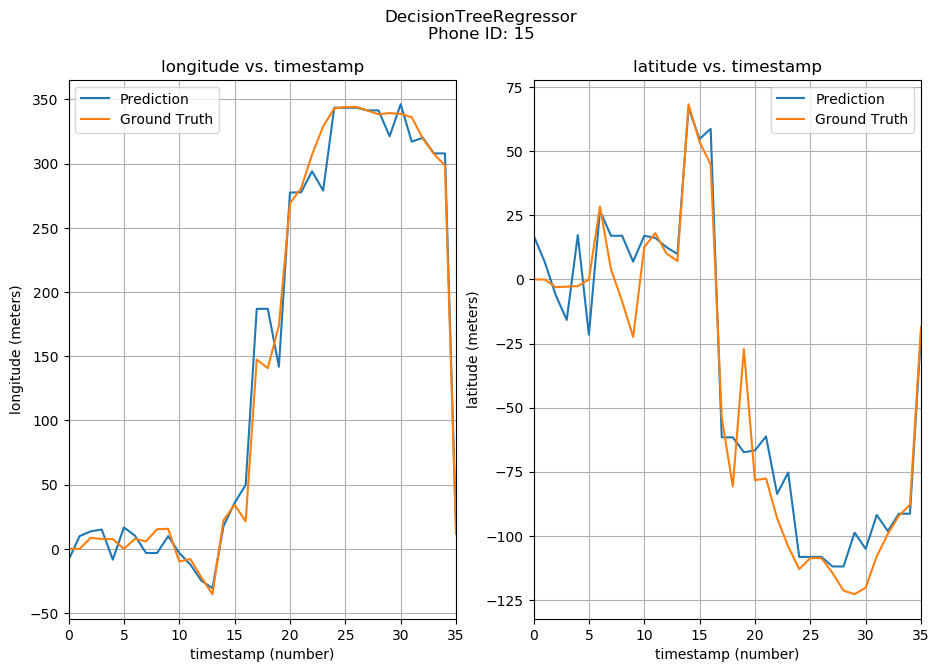 DecisionTreeRegressor
Phone ID: 15
longitude vs. timestamp
Prediction
Ground Truth
350
300
250
200
150
100
50
0
−50
0
5
10
15
20
25
30
35
longitude (meters)
timestamp (number)
latitude vs. timestamp
Prediction
Ground Truth
75
50
25
0
−25
−50
−75
−100
−125
0
5
10
15
20
25
30
35
latitude (meters)
timestamp (number)